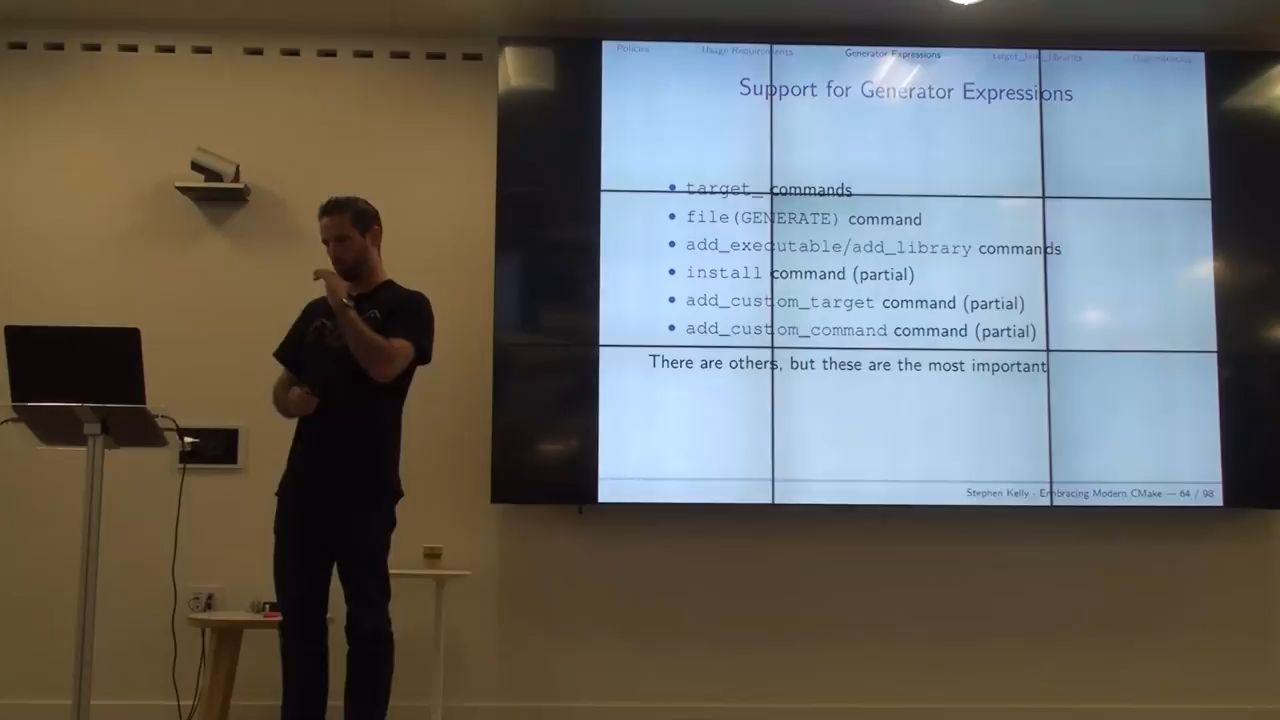 Policies Usage Requirements Generator Expressions target_link_libraries Dependencies
Support for Generator Expressions
• target_ commands
• file(GENERATE) command
• add_executable/add_library commands
• install command (partial)
• add_custom_target command (partial)
• add_custom_command command (partial)
There are others, but these are the most important
Stephen Kelly - Embracing Modern CMake — 64 / 98